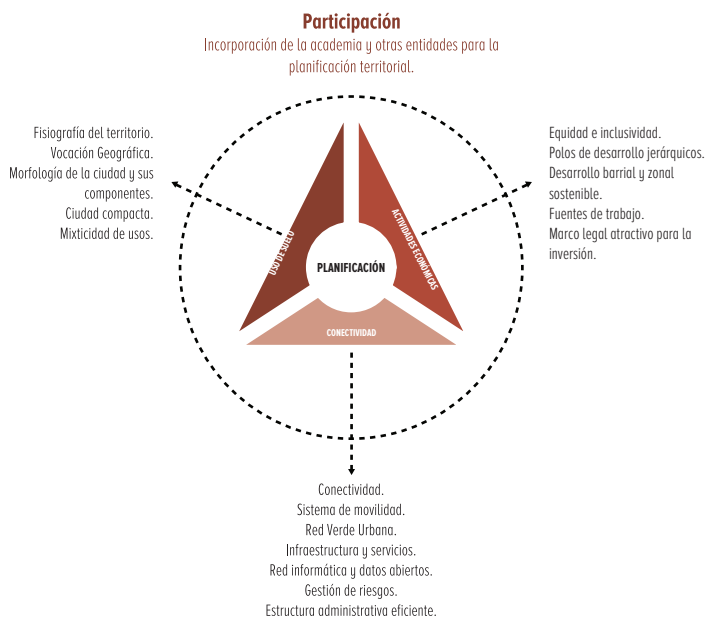 Participación
Incorporación de la academia y otras entidades para la
planificación territorial.
Fisiografía del territorio.
Vocación Geográfica.
Morfología de la ciudad y sus
componentes.
Ciudad compacta.
Mixticidad de usos.
Equidad e inclusividad.
Polos de desarrollo jerárquicos.
Desarrollo barrial y zonal
sostenible.
Fuentes de trabajo.
Marco legal atractivo para la
inversión.
USO DE SUELO
ACTIVIDADES ECONÓMICAS
PLANIFICACIÓN
CONECTIVIDAD
Conectividad.
Sistema de movilidad.
Red Verde Urbana.
Infraestructura y servicios.
Red informática y datos abiertos.
Gestión de riesgos.
Estructura administrativa eficiente.